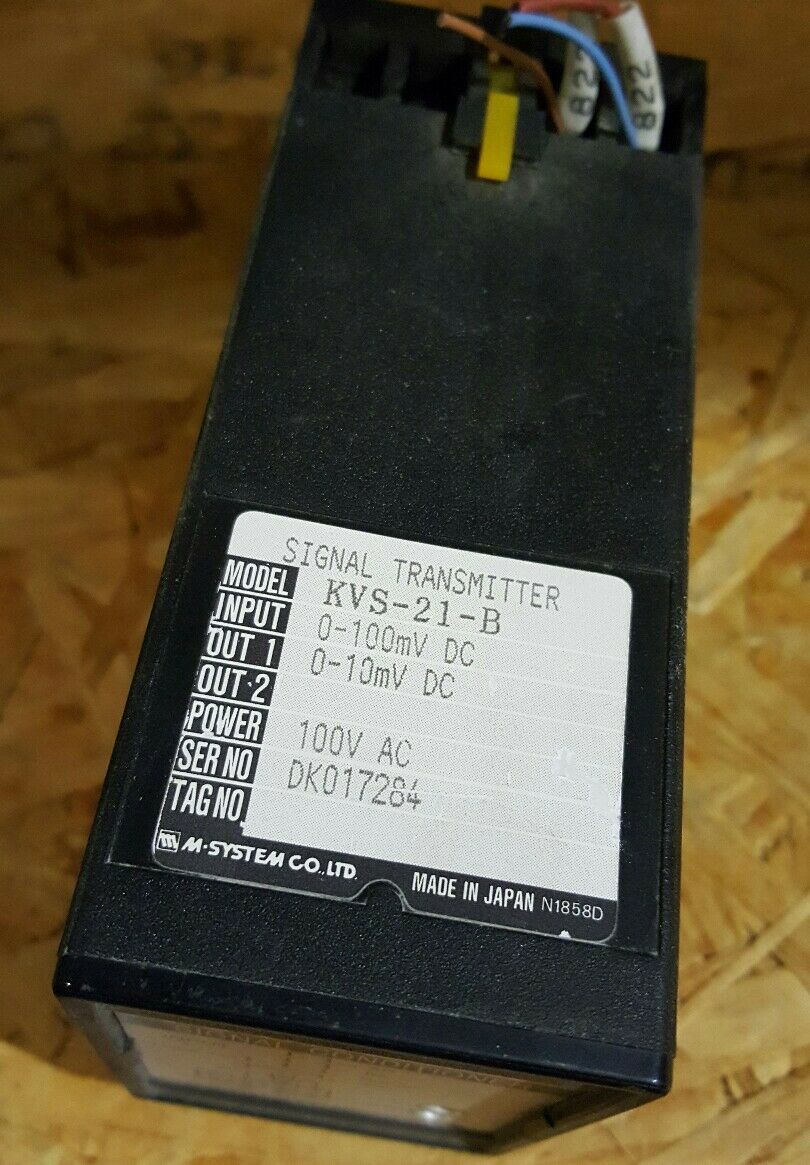 822
822
SIGNAL TRANSMITTER
MODEL KVS-21-B
INPUT 0-100mV DC
OUT 1 0-10mV DC
OUT·2
POWER 100V AC
SER NO DK017284
TAG NO.
M·SYSTEM CO.,LTD.
MADE IN JAPAN N1858D